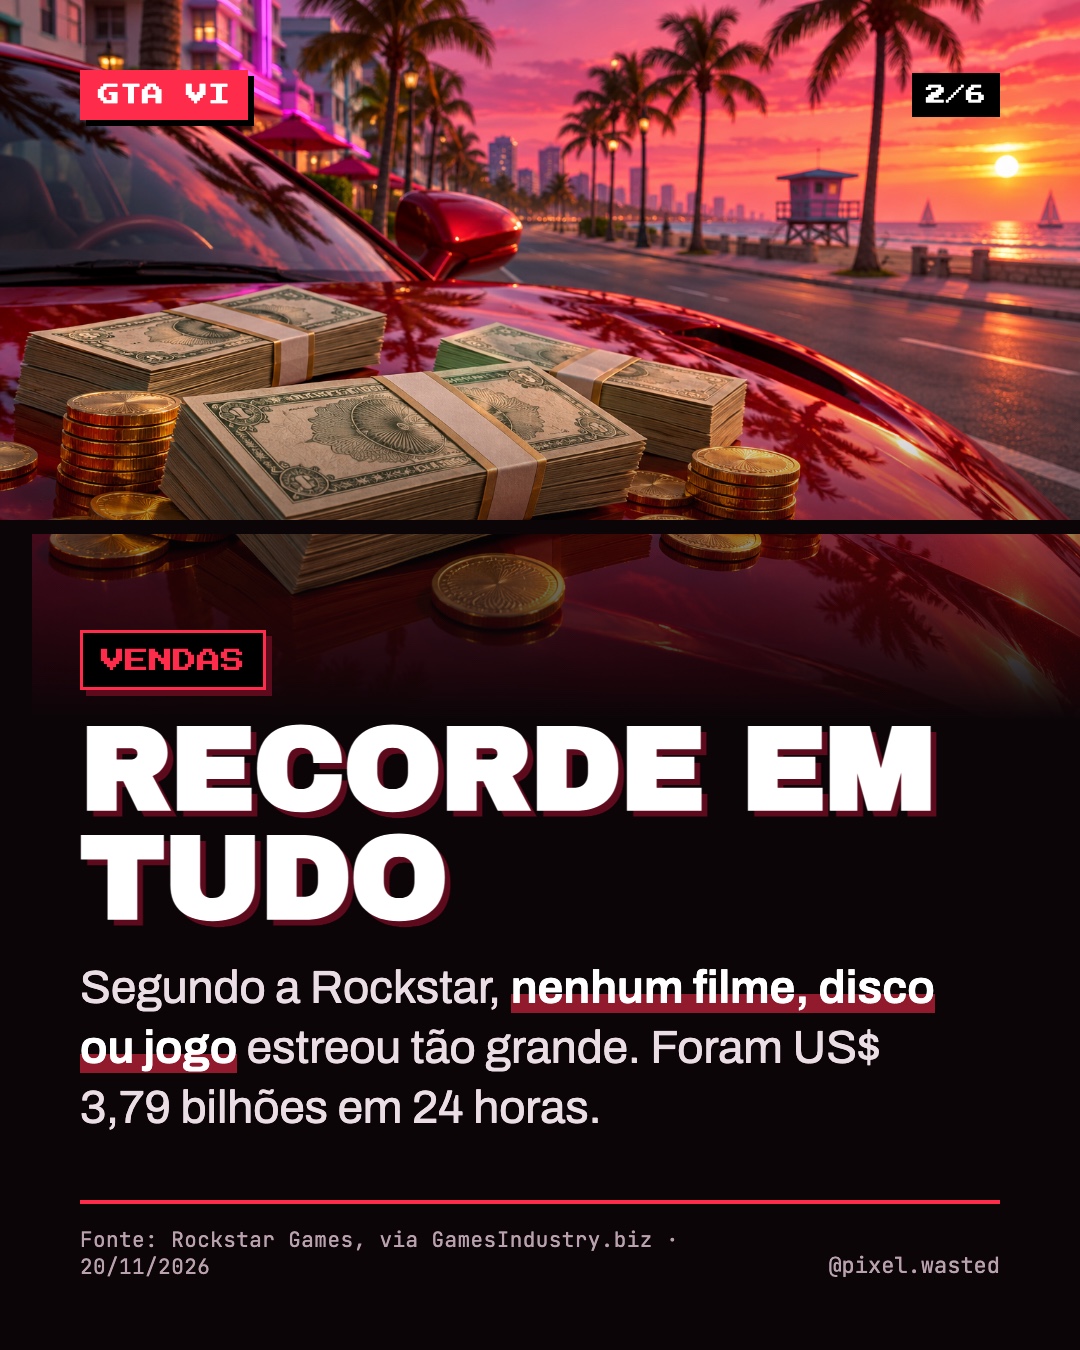 GTA VI
2/6
VENDAS
RECORDE EM
TUDO
Segundo a Rockstar, nenhum filme, disco
ou jogo estreou tão grande. Foram US$
3,79 bilhões em 24 horas.
Fonte: Rockstar Games, via GamesIndustry.biz ·
20/11/2026
@pixel.wasted